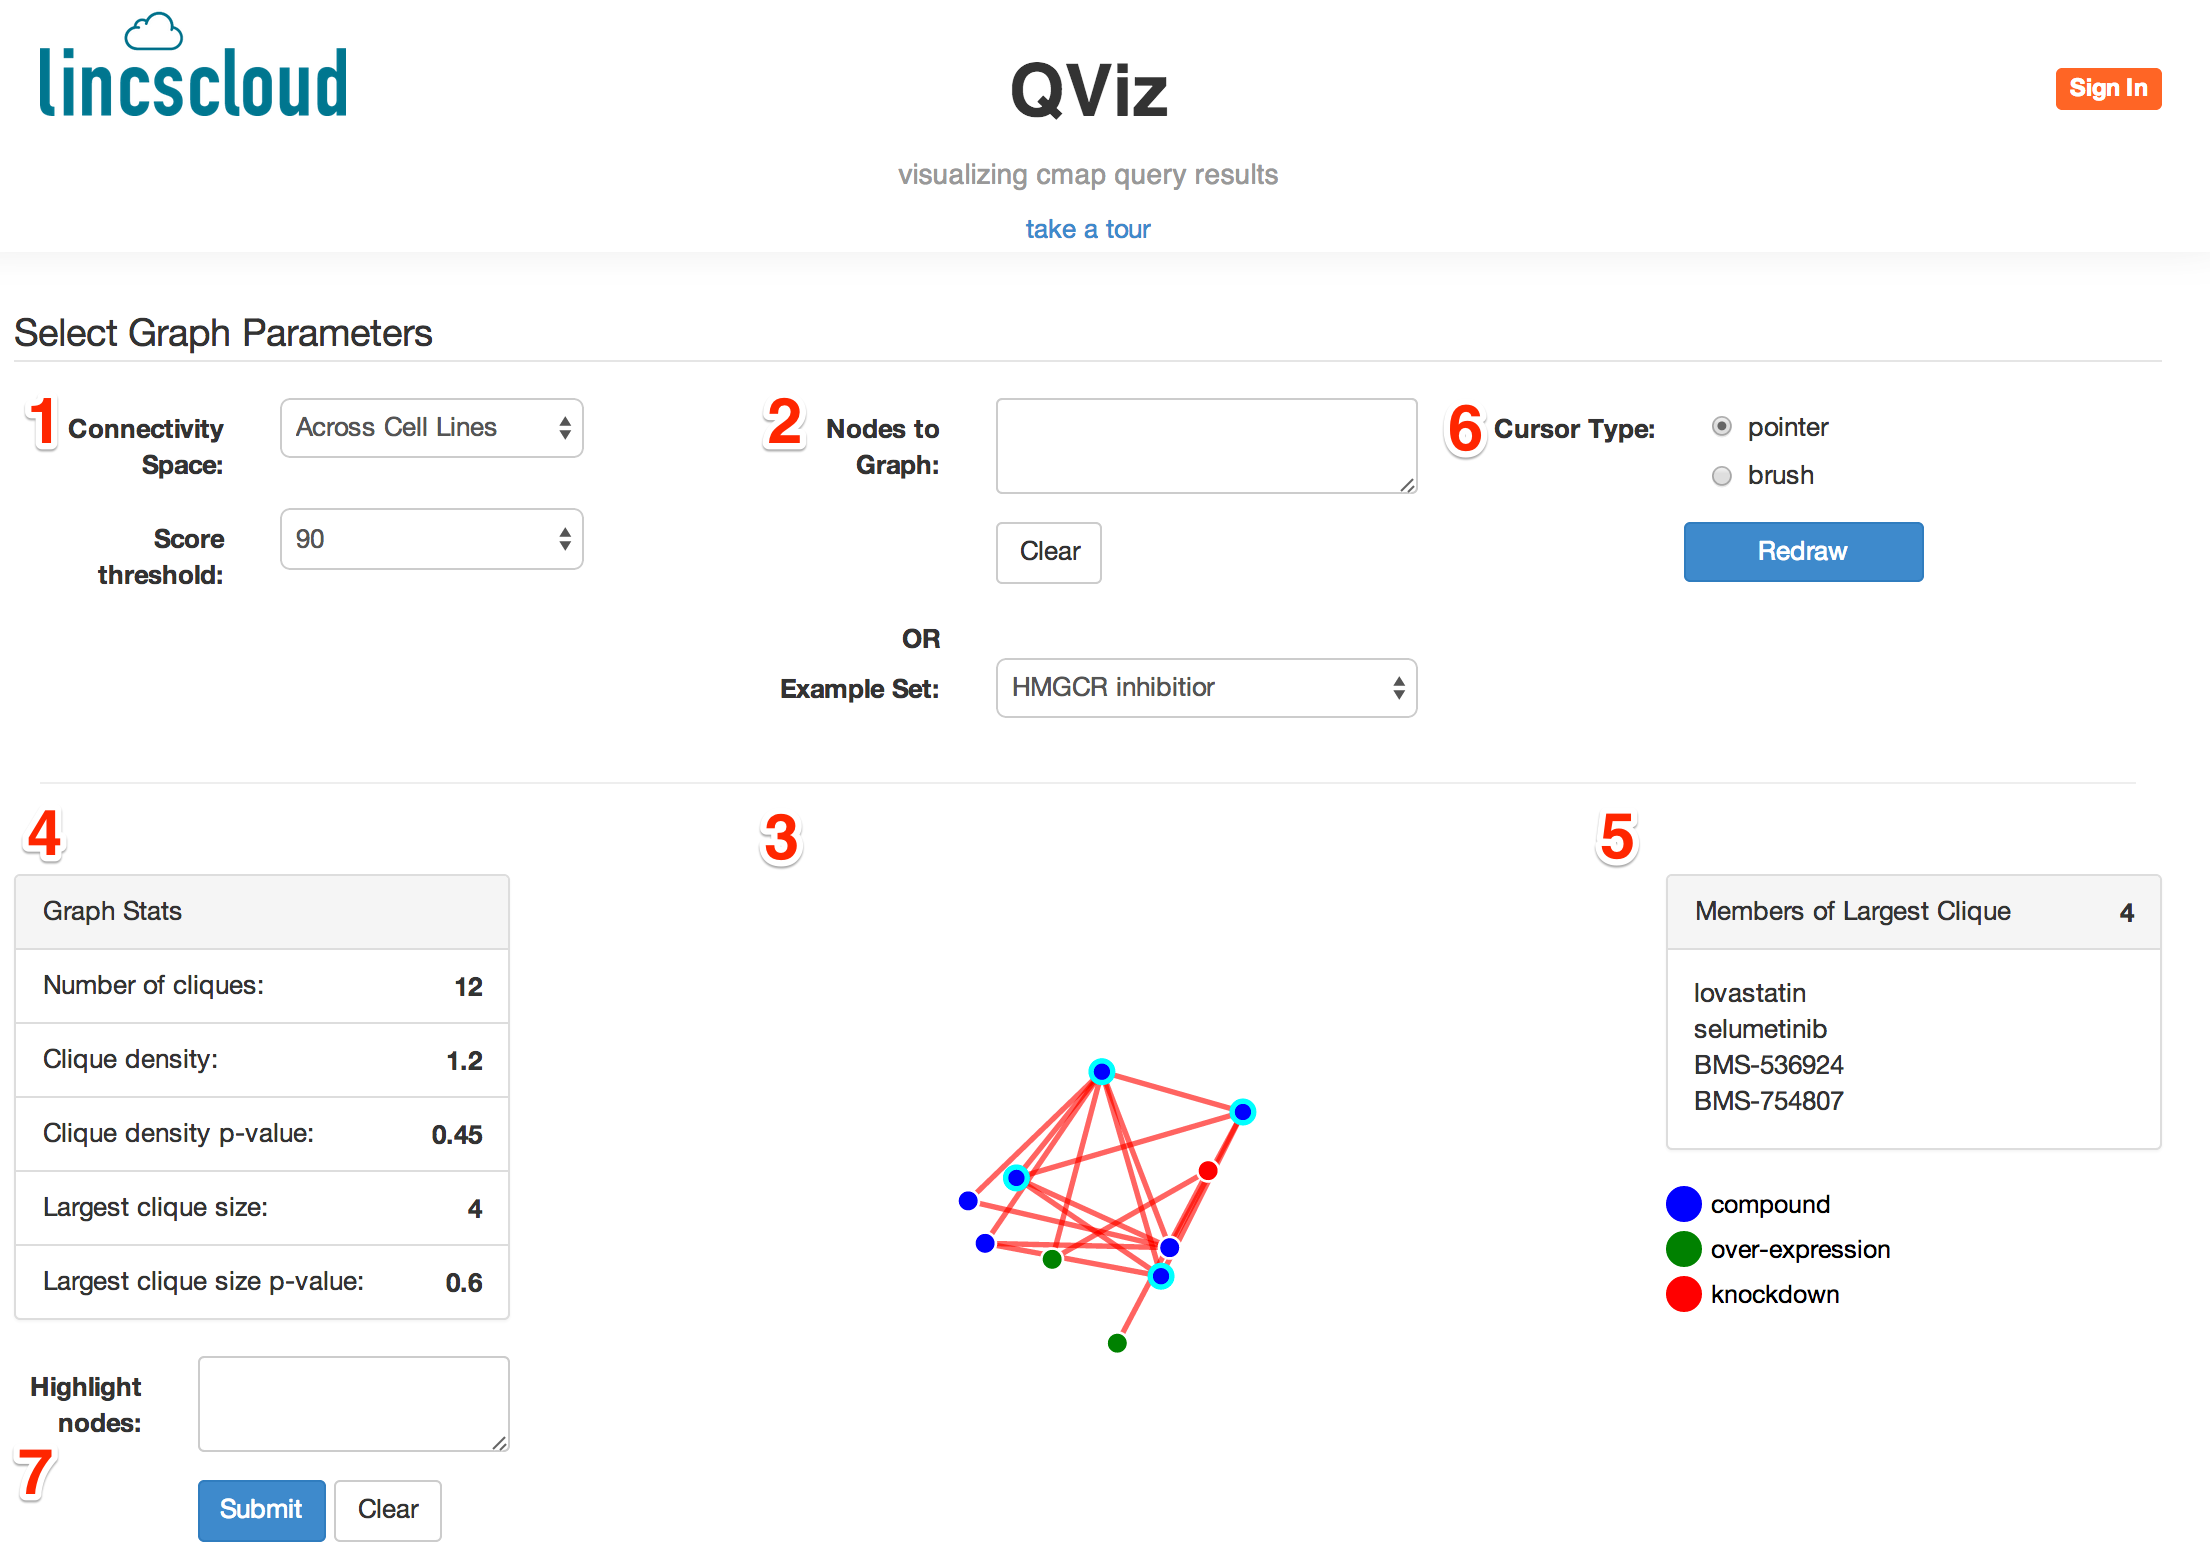 lincscloud
QViz
Sign In
visualizing cmap query results
take a tour
Select Graph Parameters
1
Connectivity
Space:
Across Cell Lines
Score
threshold:
90
2
Nodes to
Graph:
Clear
OR
Example Set:
HMGCR inhibitior
6
Cursor Type:
pointer
brush
Redraw
4
Graph Stats
Number of cliques: 12
Clique density: 1.2
Clique density p-value: 0.45
Largest clique size: 4
Largest clique size p-value: 0.6
Highlight
nodes:
7
Submit
Clear
3
5
Members of Largest Clique 4
lovastatin
selumetinib
BMS-536924
BMS-754807
compound
over-expression
knockdown